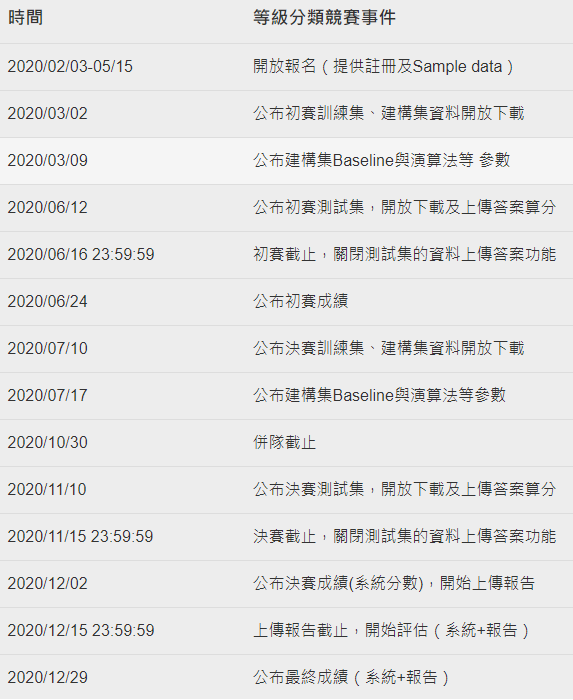 時間 等級分類競賽事件
2020/02/03-05/15 開放報名（提供註冊及Sample data）
2020/03/02 公布初賽訓練集、建構集資料開放下載
2020/03/09 公布建構集Baseline與演算法等 參數
2020/06/12 公布初賽測試集，開放下載及上傳答案算分
2020/06/16 23:59:59 初賽截止，關閉測試集的資料上傳答案功能
2020/06/24 公布初賽成績
2020/07/10 公布決賽訓練集、建構集資料開放下載
2020/07/17 公布建構集Baseline與演算法等參數
2020/10/30 併隊截止
2020/11/10 公布決賽測試集，開放下載及上傳答案算分
2020/11/15 23:59:59 決賽截止，關閉測試集的資料上傳答案功能
2020/12/02 公布決賽成績(系統分數)，開始上傳報告
2020/12/15 23:59:59 上傳報告截止，開始評估（系統+報告）
2020/12/29 公布最終成績（系統+報告）